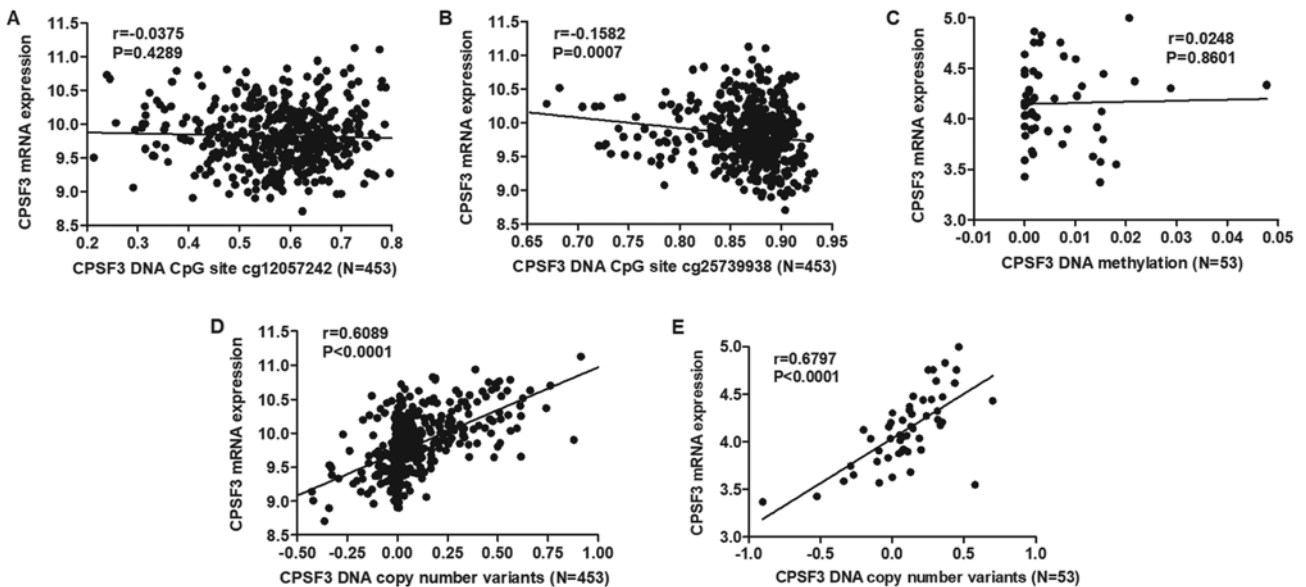 A
r=-0.0375
P=0.4289
CPSF3 mRNA expression
11.5
11.0
10.5
10.0
9.5
9.0
8.5
0.2 0.3 0.4 0.5 0.6 0.7 0.8
CPSF3 DNA CpG site cg12057242 (N=453)
B
r=-0.1582
P=0.0007
CPSF3 mRNA expression
11.5
11.0
10.5
10.0
9.5
9.0
8.5
0.65 0.70 0.75 0.80 0.85 0.90 0.95
CPSF3 DNA CpG site cg25739938 (N=453)
C
r=0.0248
P=0.8601
CPSF3 mRNA expression
5.0
4.5
4.0
3.5
3.0
-0.01 0.00 0.01 0.02 0.03 0.04 0.05
CPSF3 DNA methylation (N=53)
D
r=0.6089
P<0.0001
CPSF3 mRNA expression
11.5
11.0
10.5
10.0
9.5
9.0
8.5
-0.50 -0.25 0.00 0.25 0.50 0.75 1.00
CPSF3 DNA copy number variants (N=453)
E
r=0.6797
P<0.0001
CPSF3 mRNA expression
5.0
4.5
4.0
3.5
3.0
-1.0 -0.5 0.0 0.5 1.0
CPSF3 DNA copy number variants (N=53)